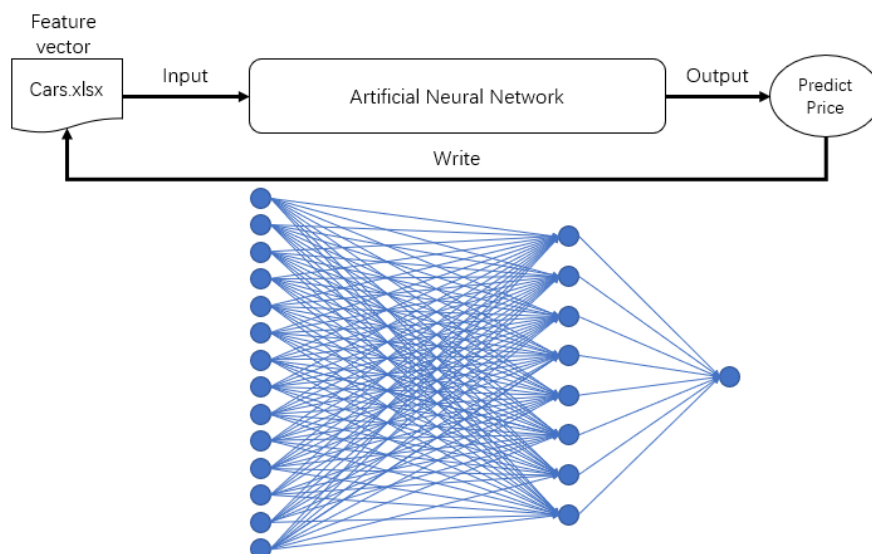 Feature
vector
Cars.xlsx
Input
Artificial Neural Network
Output
Predict
Price
Write